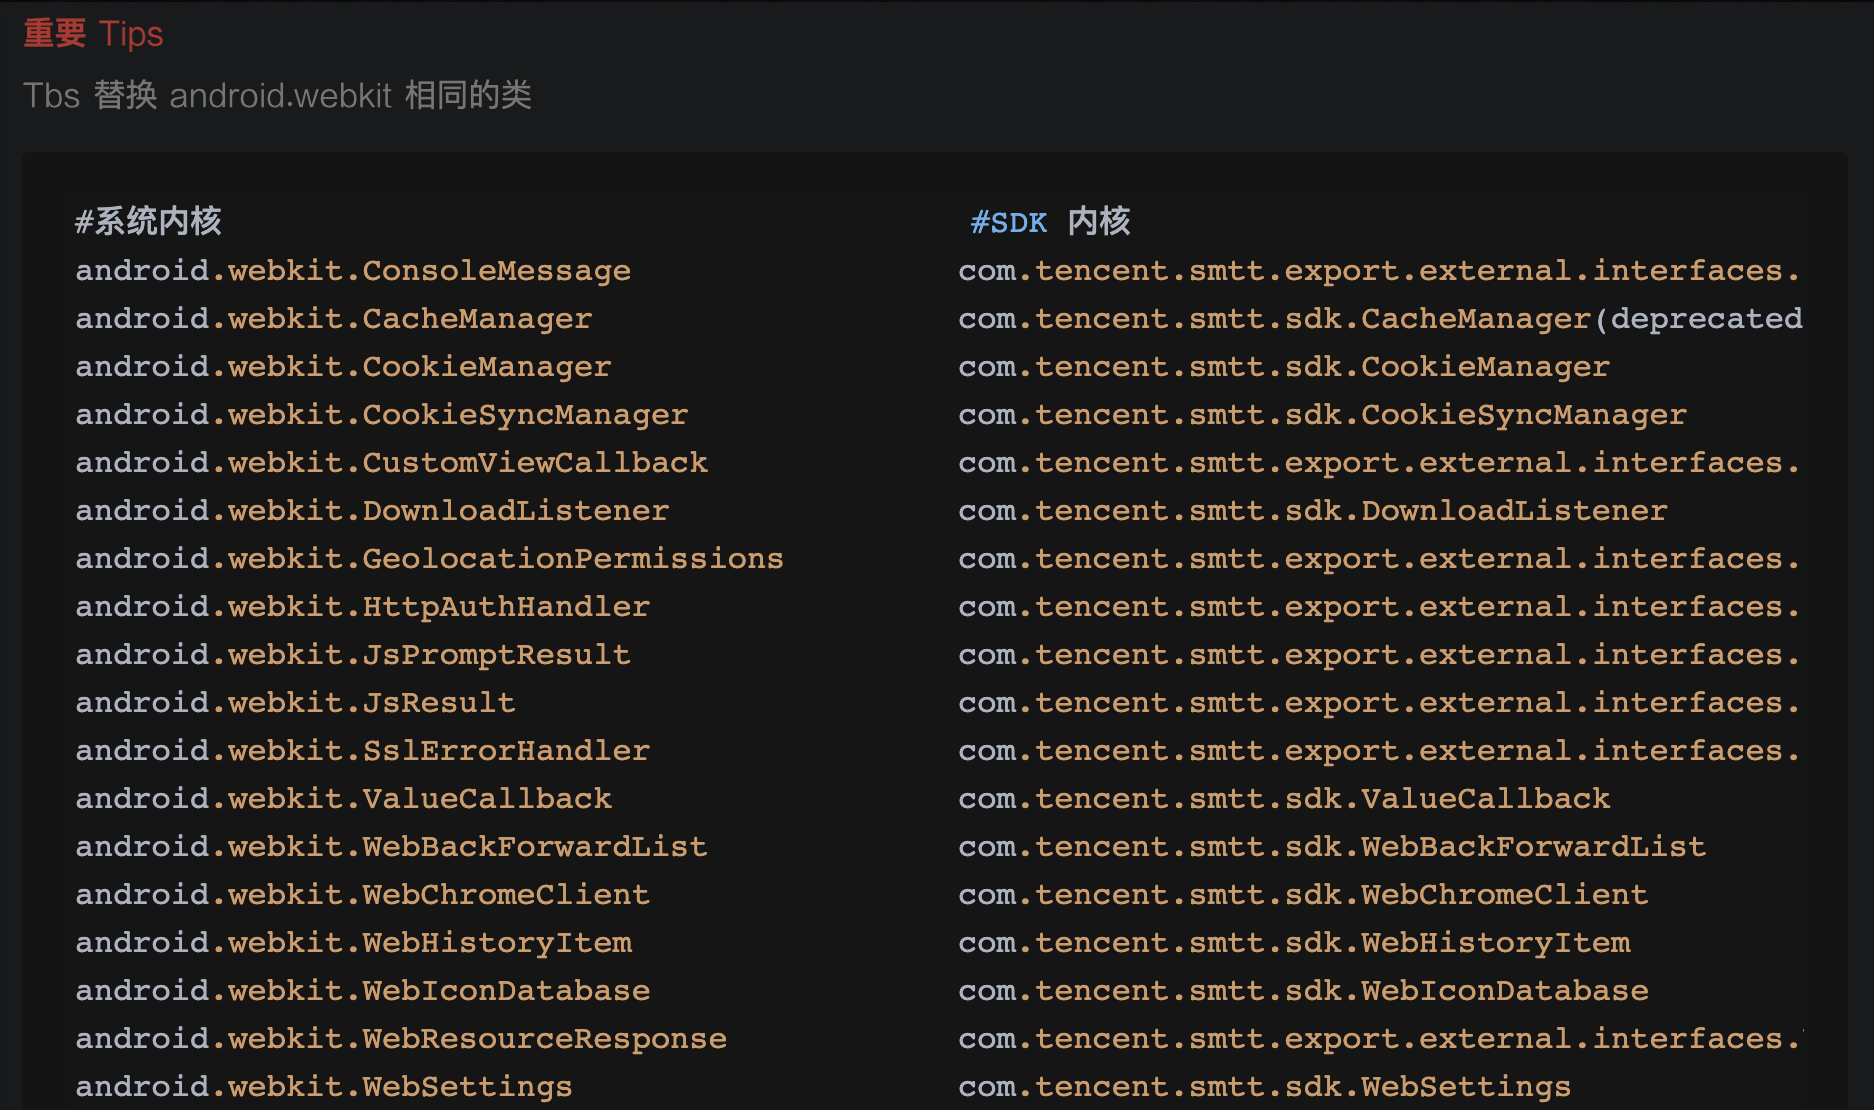 重要 Tips
Tbs 替换 android.webkit 相同的类
#系统内核 #SDK 内核
android.webkit.ConsoleMessage com.tencent.smtt.export.external.interfaces.
android.webkit.CacheManager com.tencent.smtt.sdk.CacheManager(deprecated
android.webkit.CookieManager com.tencent.smtt.sdk.CookieManager
android.webkit.CookieSyncManager com.tencent.smtt.sdk.CookieSyncManager
android.webkit.CustomViewCallback com.tencent.smtt.export.external.interfaces.
android.webkit.DownloadListener com.tencent.smtt.sdk.DownloadListener
android.webkit.GeolocationPermissions com.tencent.smtt.export.external.interfaces.
android.webkit.HttpAuthHandler com.tencent.smtt.export.external.interfaces.
android.webkit.JsPromptResult com.tencent.smtt.export.external.interfaces.
android.webkit.JsResult com.tencent.smtt.export.external.interfaces.
android.webkit.SslErrorHandler com.tencent.smtt.export.external.interfaces.
android.webkit.ValueCallback com.tencent.smtt.sdk.ValueCallback
android.webkit.WebBackForwardList com.tencent.smtt.sdk.WebBackForwardList
android.webkit.WebChromeClient com.tencent.smtt.sdk.WebChromeClient
android.webkit.WebHistoryItem com.tencent.smtt.sdk.WebHistoryItem
android.webkit.WebIconDatabase com.tencent.smtt.sdk.WebIconDatabase
android.webkit.WebResourceResponse com.tencent.smtt.export.external.interfaces.
android.webkit.WebSettings com.tencent.smtt.sdk.WebSettings